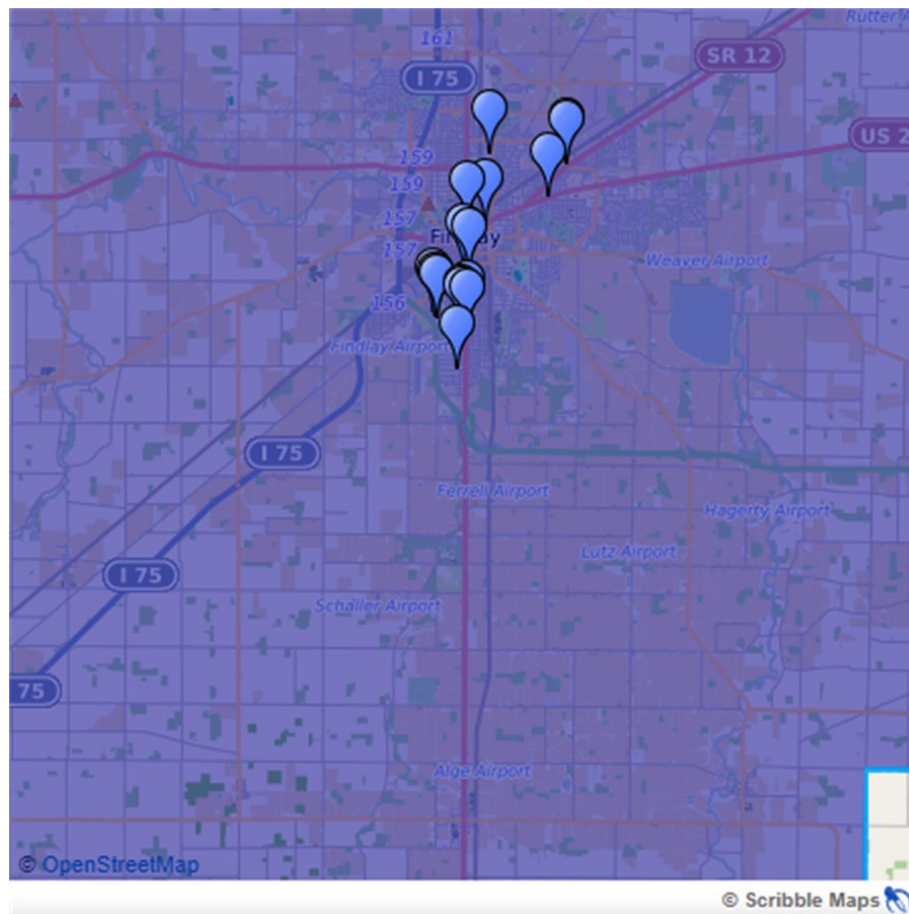 Rutter A
161
SR 12
I 75
US 2
159
159
157
Findlay
157
Weaver Airport
156
Findlay Airport
I 75
Ferrell Airport
Hagerty Airport
Lutz Airport
I 75
Schaller Airport
75
Alge Airport
© OpenStreetMap
© Scribble Maps